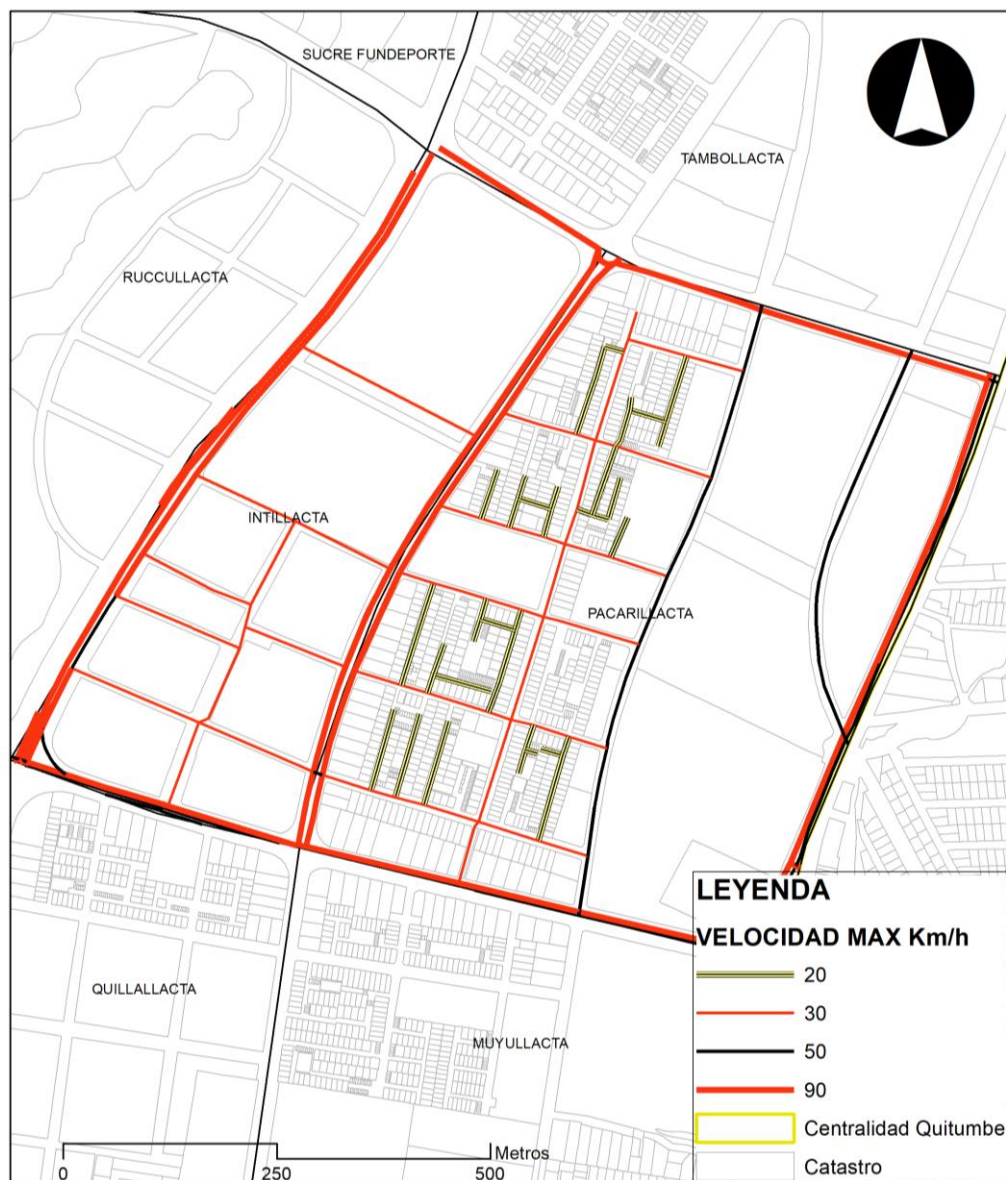 SUCRE FUNDEPORTE
TAMBOLLACTA
RUCCULLACTA
INTILLACTA
PACARILLACTA
QUILLALLACTA
MUYULLACTA
LEYENDA
VELOCIDAD MAX Km/h
20
30
50
90
Centralidad Quitumbe
Catastro
Metros
0 250 500